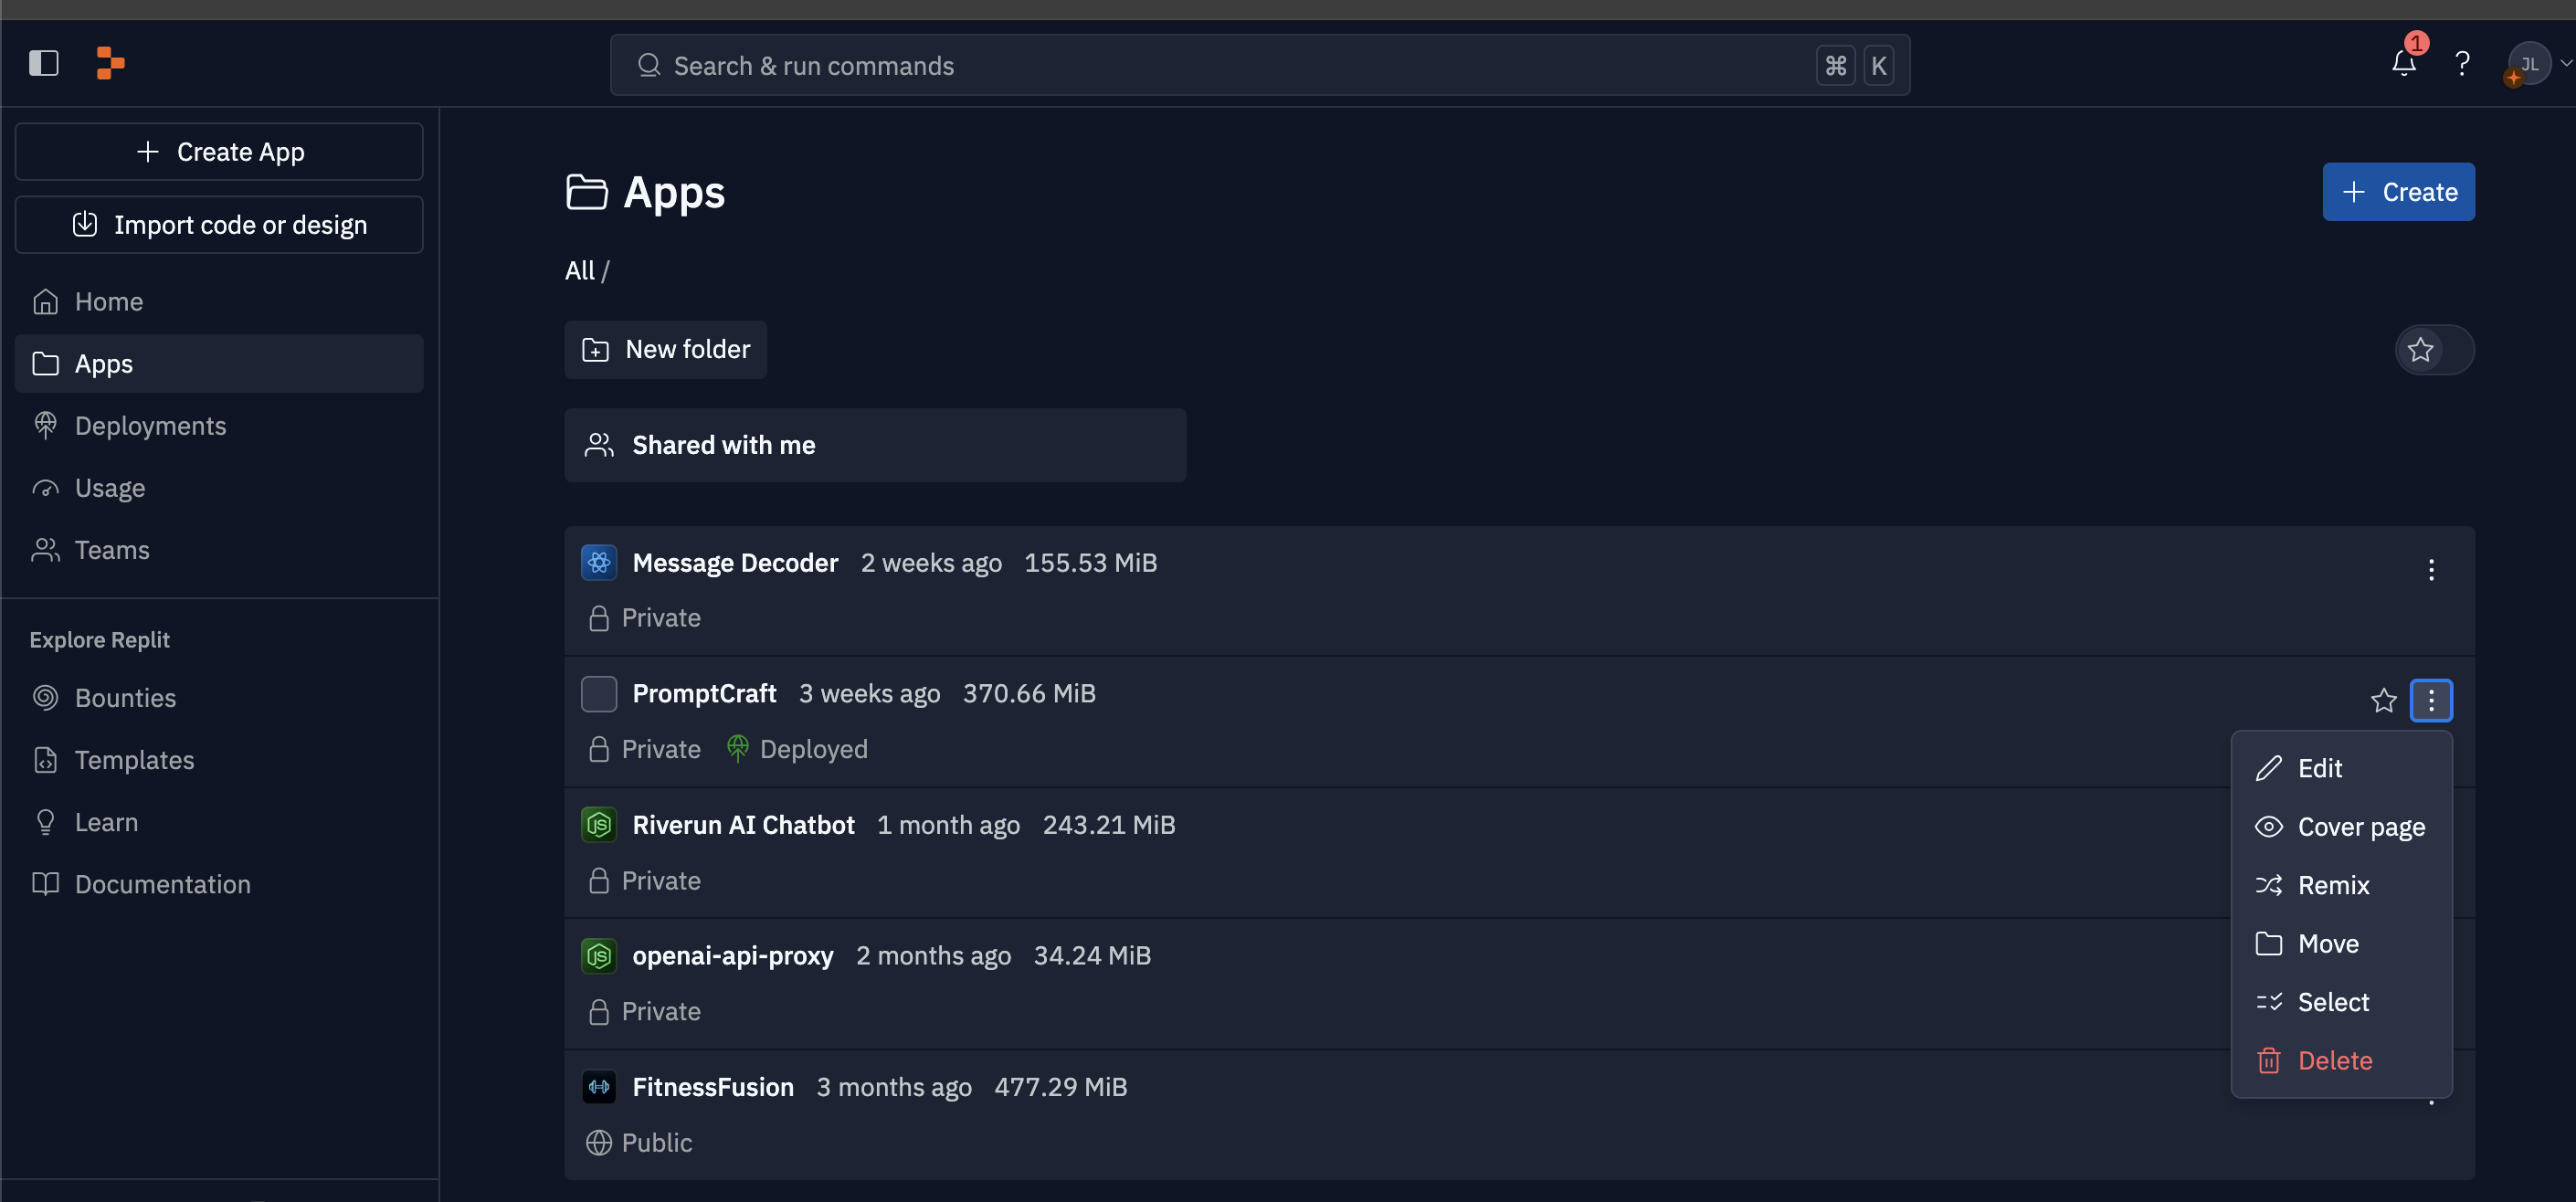 Search & run commands ⌘ K
1
?
JL
Create App
Import code or design
Home
Apps
Deployments
Usage
Teams
Explore Replit
Bounties
Templates
Learn
Documentation
Apps
Create
All /
New folder
Shared with me
Message Decoder 2 weeks ago 155.53 MiB
Private
PromptCraft 3 weeks ago 370.66 MiB
Private Deployed
Riverun AI Chatbot 1 month ago 243.21 MiB
Private
openai-api-proxy 2 months ago 34.24 MiB
Private
FitnessFusion 3 months ago 477.29 MiB
Public
Edit
Cover page
Remix
Move
Select
Delete